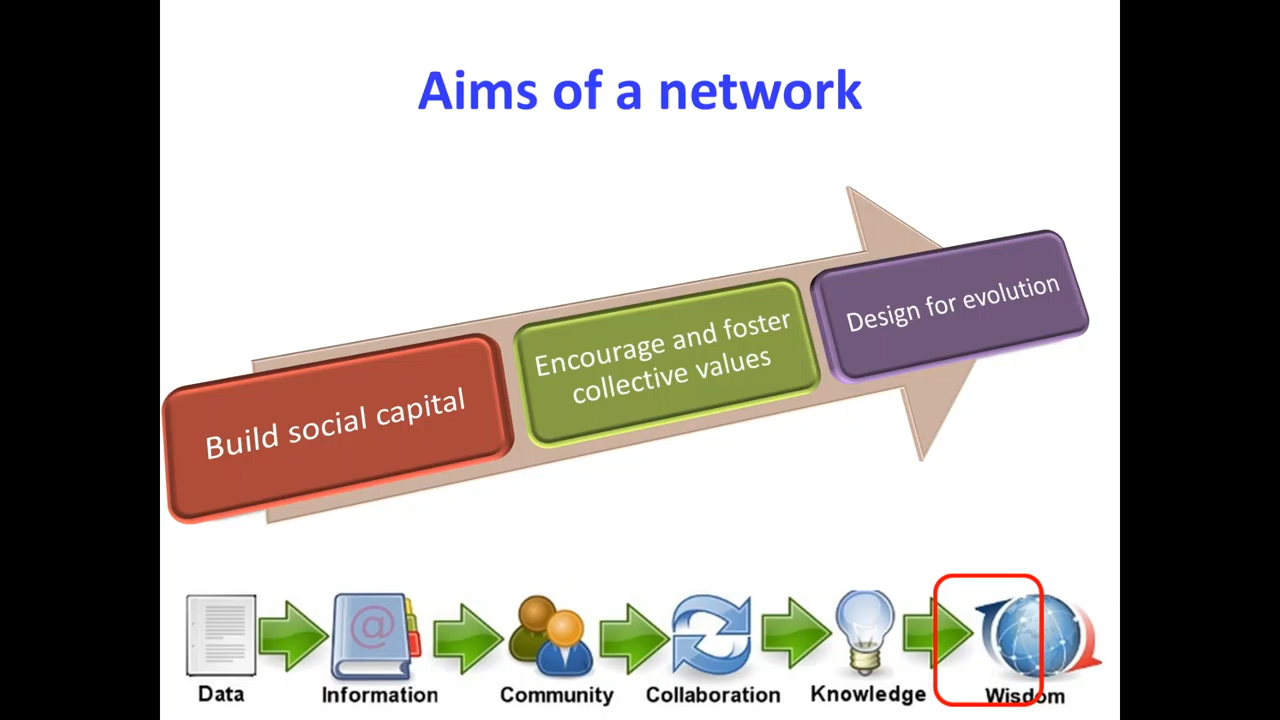 Aims of a network
Build social capital
Encourage and foster
collective values
Design for evolution
@
Data
Information
Community
Collaboration
Knowledge
Wisdom